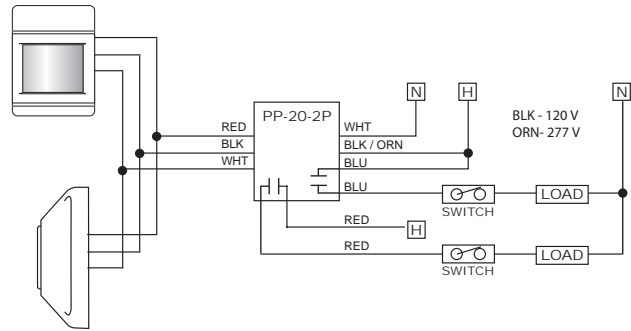 PP-20-2P
RED
BLK
WHT
WHT
BLK / ORN
BLU
BLU
RED
RED
N
H
N
BLK - 120 V
ORN- 277 V
SWITCH
LOAD
H
SWITCH
LOAD